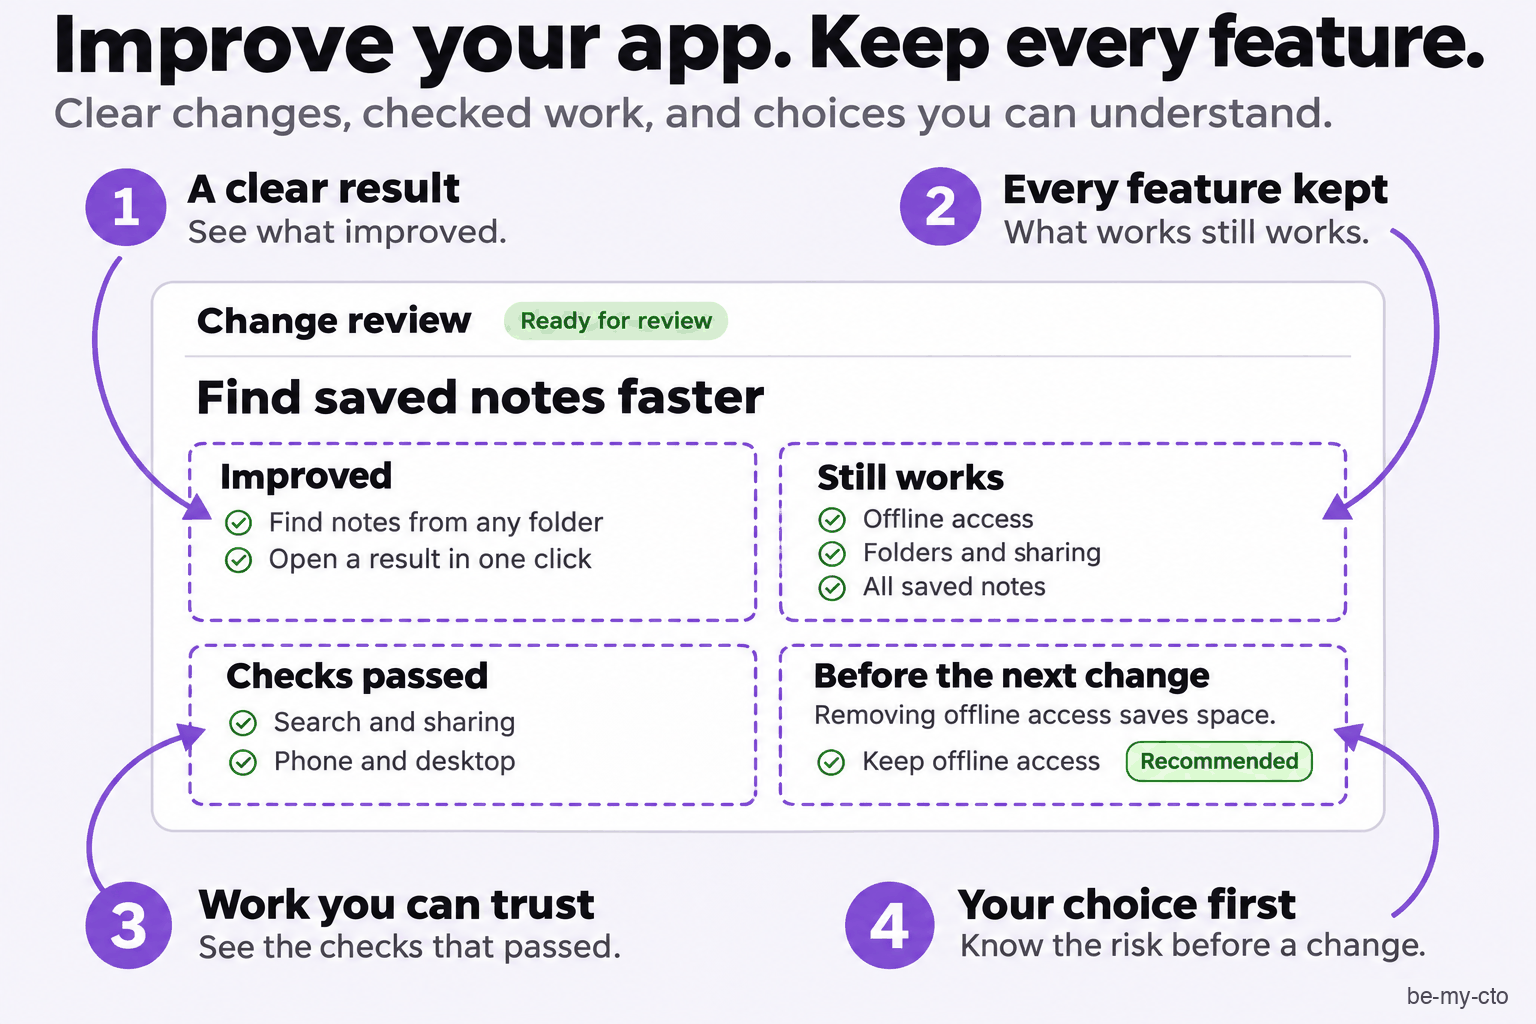 Improve your app. Keep every feature.
Clear changes, checked work, and choices you can understand.
1
A clear result
See what improved.
2
Every feature kept
What works still works.
Change review
Ready for review
Find saved notes faster
Improved
Find notes from any folder
Open a result in one click
Still works
Offline access
Folders and sharing
All saved notes
Checks passed
Search and sharing
Phone and desktop
Before the next change
Removing offline access saves space.
Keep offline access
Recommended
3
Work you can trust
See the checks that passed.
4
Your choice first
Know the risk before a change.
be-my-cto